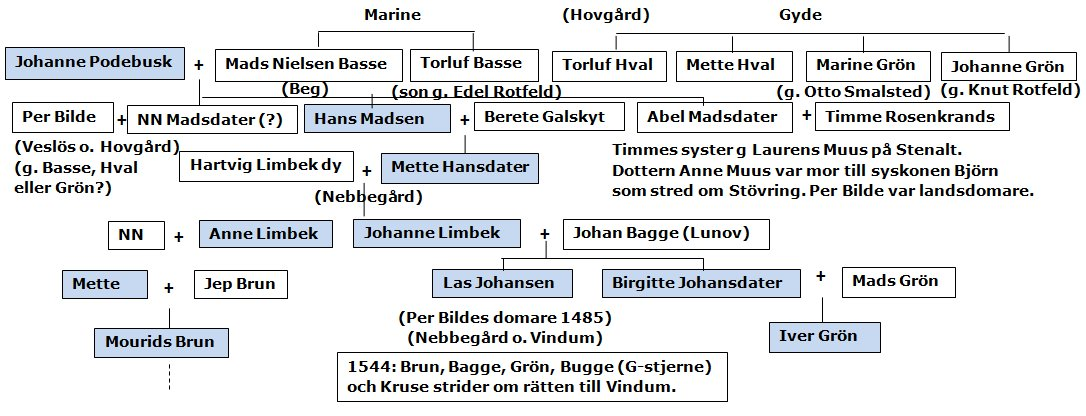 Marine (Hovgård) Gyde
Johanne Podebusk + Mads Nielsen Basse Torluf Basse Torluf Hval Mette Hval Marine Grön Johanne Grön
(Beg) (son g. Edel Rotfeld) (g. Otto Smalsted) (g. Knut Rotfeld)
Per Bilde + NN Madsdater (?) Hans Madsen + Berete Galskyt Abel Madsdater + Timme Rosenkrands
(Veslös o. Hovgård)
(g. Basse, Hval
eller Grön?)
Timmes syster g Laurens Muus på Stenalt.
Dottern Anne Muus var mor till syskonen Björn
som stred om Stövring. Per Bilde var landsdomare.
Hartvig Limbek dy + Mette Hansdater
(Nebbegård)
NN + Anne Limbek Johanne Limbek + Johan Bagge (Lunov)
Mette + Jep Brun Las Johansen Birgitte Johansdater + Mads Grön
Mourids Brun (Per Bildes domare 1485) Iver Grön
(Nebbegård o. Vindum)
1544: Brun, Bagge, Grön, Bugge (G-stjerne)
och Kruse strider om rätten till Vindum.